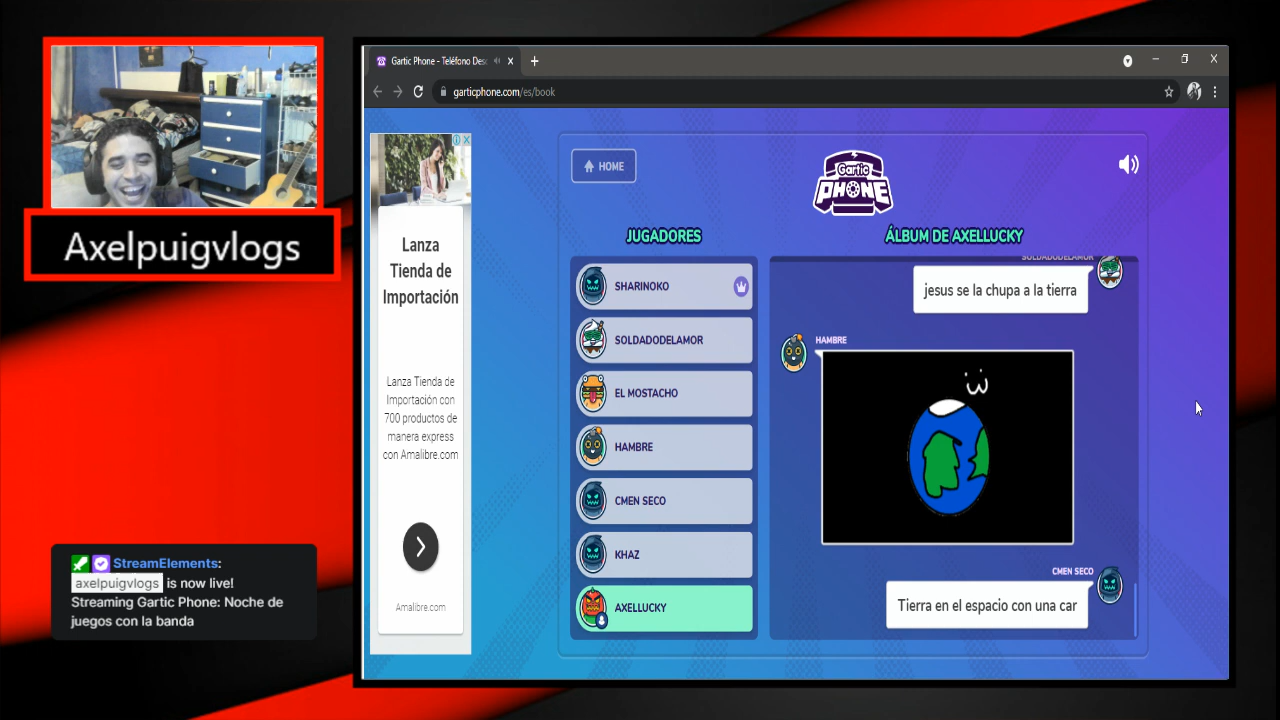 Gartic Phone - Teléfono Des
garticphone.com/es/book
Axelpuigvlogs
StreamElements:
axelpuigvlogs is now live!
Streaming Gartic Phone: Noche de
juegos con la banda
Lanza
Tienda de
Importación
Lanza Tienda de
Importación con
700 productos de
manera express
con Amalibre.com
Amalibre.com
HOME
Gartic
PHONE
JUGADORES
SHARINOKO
SOLDADODELAMOR
EL MOSTACHO
HAMBRE
CMEN SECO
KHAZ
AXELLUCKY
ÁLBUM DE AXELLUCKY
SOLDADODELAMOR
jesus se la chupa a la tierra
HAMBRE
CMEN SECO
Tierra en el espacio con una car